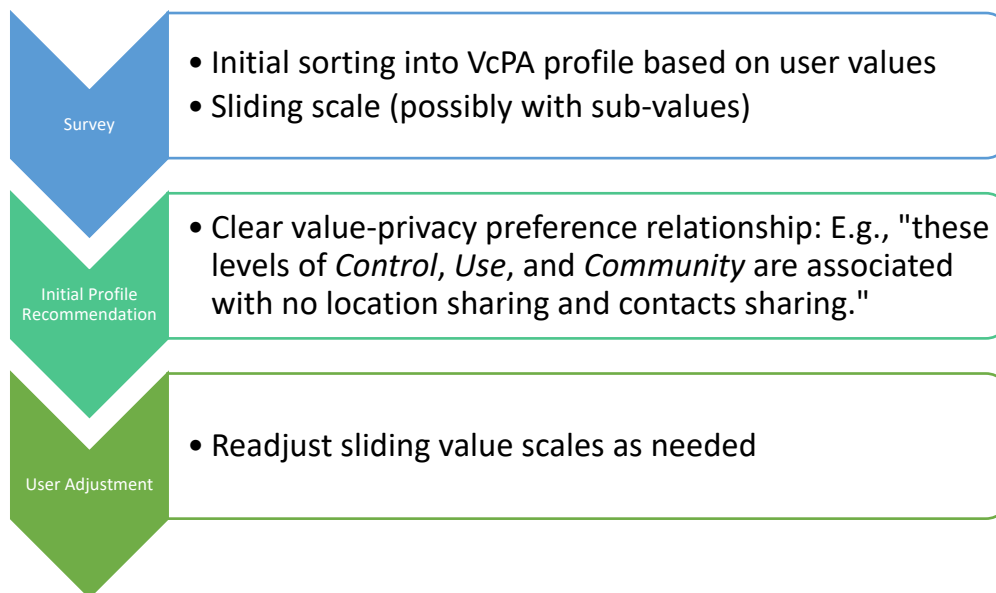 Survey
• Initial sorting into VcPA profile based on user values
• Sliding scale (possibly with sub-values)
Initial Profile
Recommendation
• Clear value-privacy preference relationship: E.g., "these
levels of Control, Use, and Community are associated
with no location sharing and contacts sharing."
User Adjustment
• Readjust sliding value scales as needed